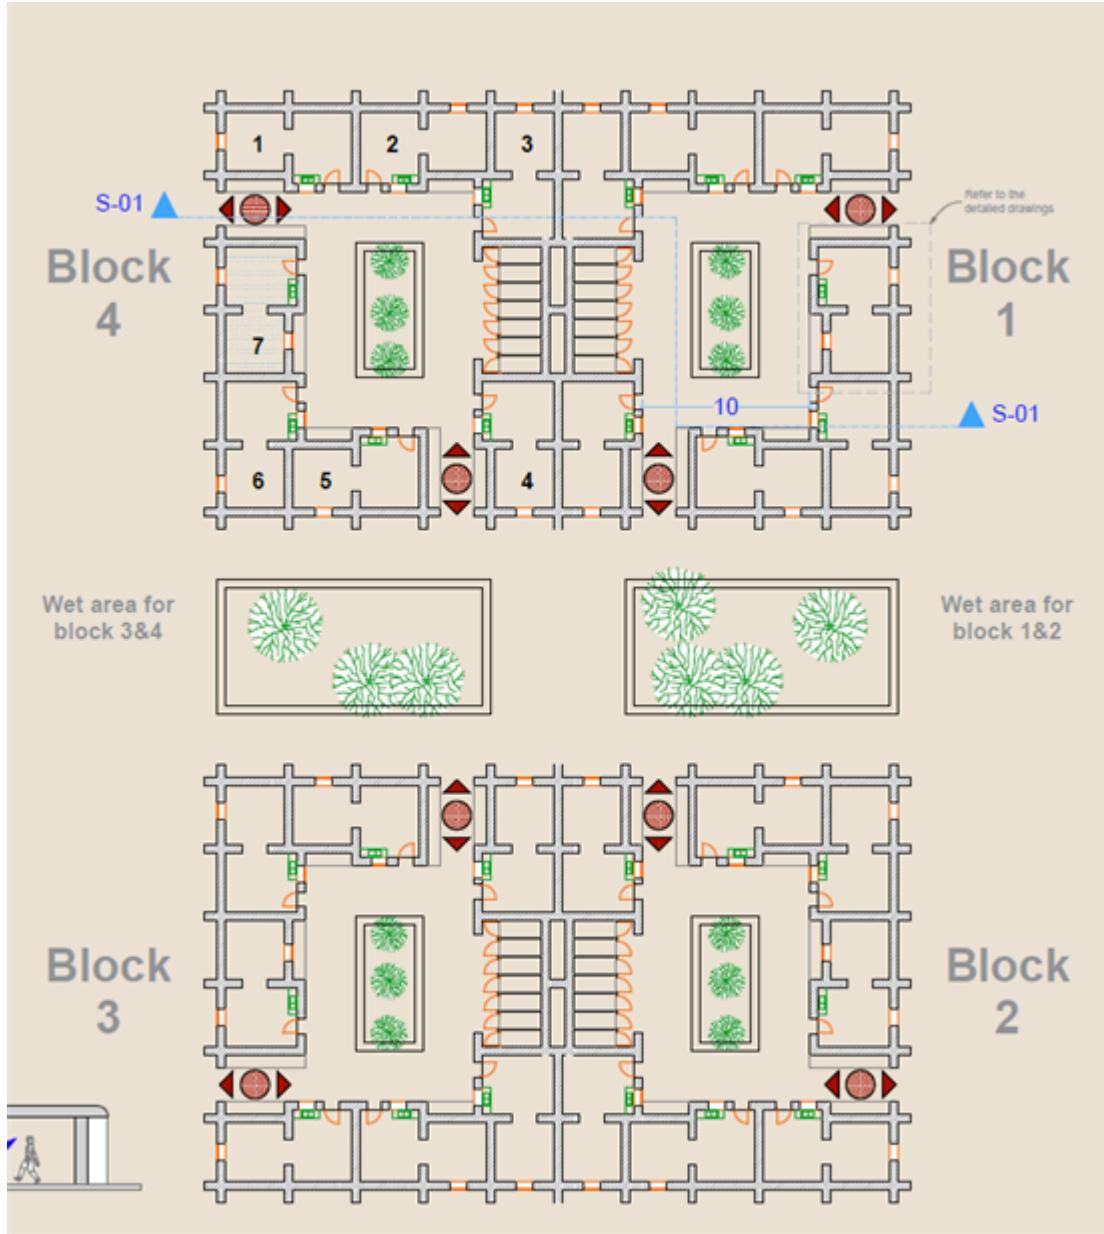 1
2
3
S-01
Refer to the
detailed drawings
Block
4
Block
1
7
10
S-01
6
5
4
Wet area for
block 3&4
Wet area for
block 1&2
Block
3
Block
2